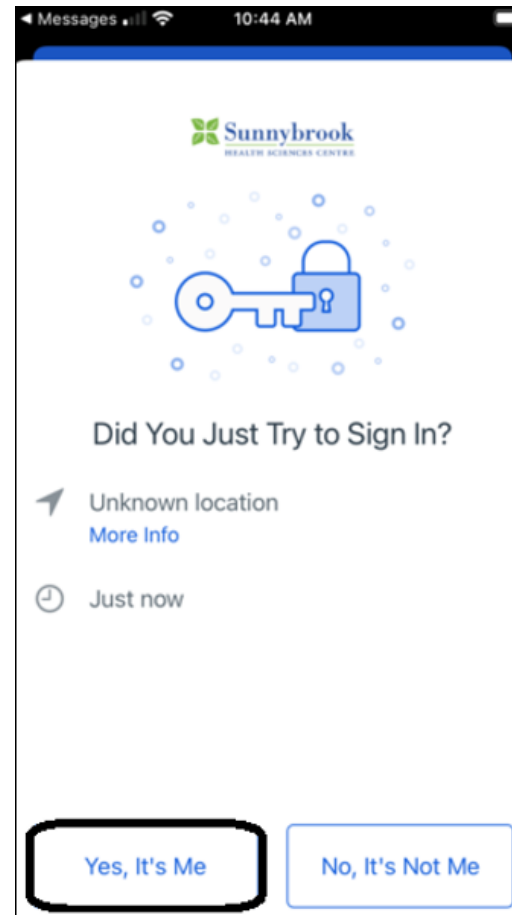 ◀ Messages 10:44 AM
Sunnybrook
HEALTH SCIENCES CENTRE
Did You Just Try to Sign In?
Unknown location
More Info
Just now
Yes, It's Me No, It's Not Me